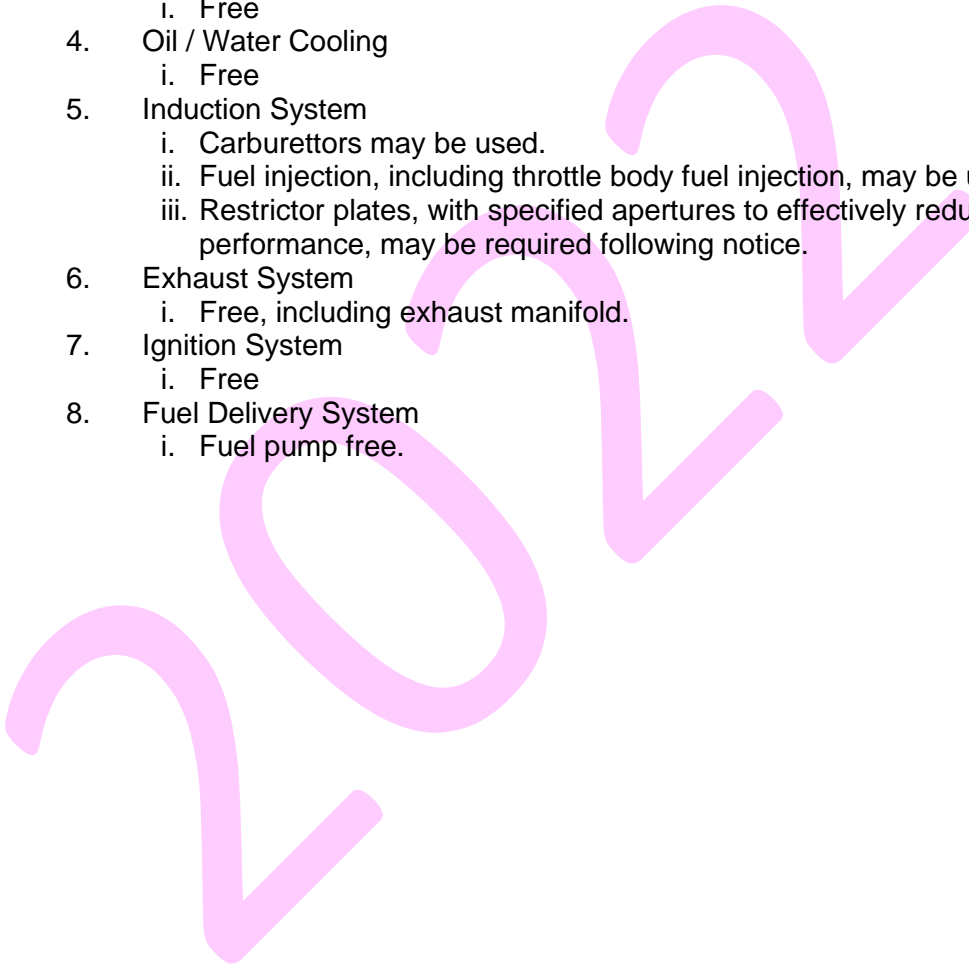 i. Free
4. Oil / Water Cooling
i. Free
5. Induction System
i. Carburettors may be used.
ii. Fuel injection, including throttle body fuel injection, may be
iii. Restrictor plates, with specified apertures to effectively
performance, may be required following notice.
6. Exhaust System
i. Free, including exhaust manifold.
7. Ignition System
i. Free
8. Fuel Delivery System
i. Fuel pump free.
2022